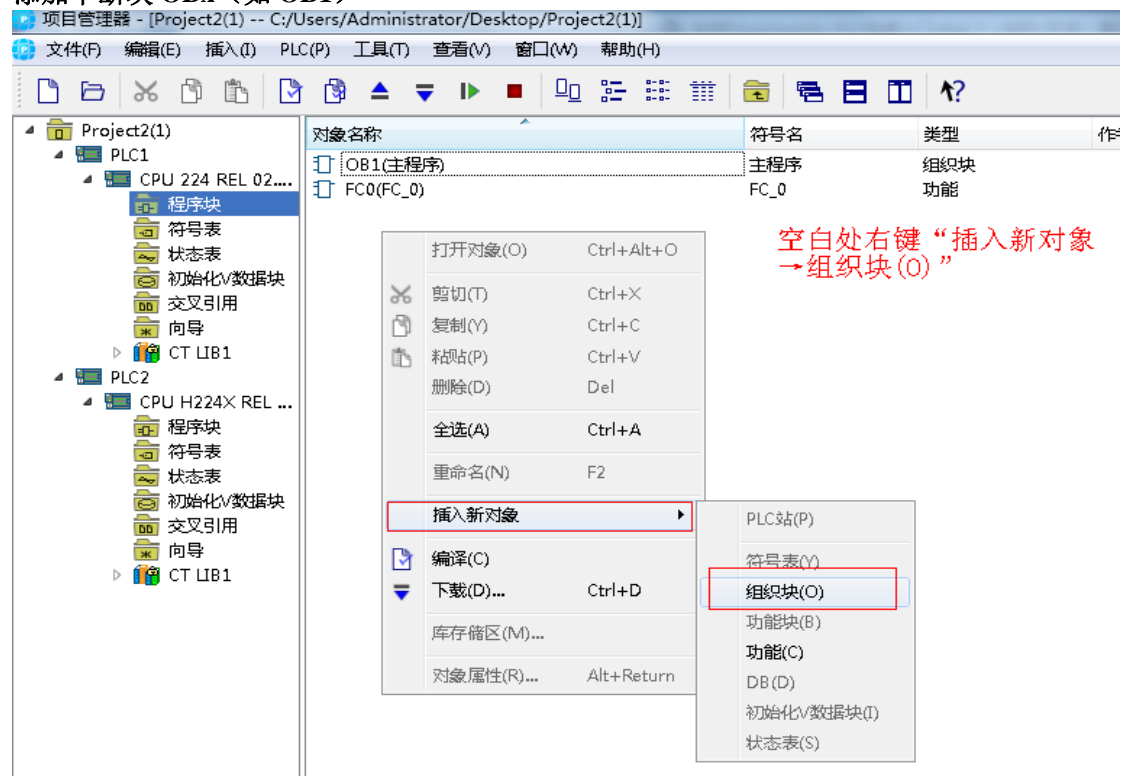 添加中断块 OBx（如 OB1）
项目管理器 - [Project2(1) -- C:/Users/Administrator/Desktop/Project2(1)]
文件(F) 编辑(E) 插入(I) PLC(P) 工具(T) 查看(V) 窗口(W) 帮助(H)
Project2(1)
PLC1
CPU 224 REL 02....
程序块
符号表
状态表
初始化V数据块
交叉引用
向导
CT LIB1
PLC2
CPU H224X REL ...
程序块
符号表
状态表
初始化V数据块
交叉引用
向导
CT LIB1
对象名称 符号名 类型
OB1(主程序) 主程序 组织块
FC0(FC_0) FC_0 功能
空白处右键“插入新对象
→组织块(O)”
打开对象(O) Ctrl+Alt+O
剪切(T) Ctrl+X
复制(Y) Ctrl+C
粘贴(P) Ctrl+V
删除(D) Del
全选(A) Ctrl+A
重命名(N) F2
插入新对象
编译(C)
下载(D)... Ctrl+D
库存储区(M)...
对象属性(R)... Alt+Return
PLC站(P)
符号表(Y)
组织块(O)
功能块(B)
功能(C)
DB(D)
初始化V数据块(I)
状态表(S)